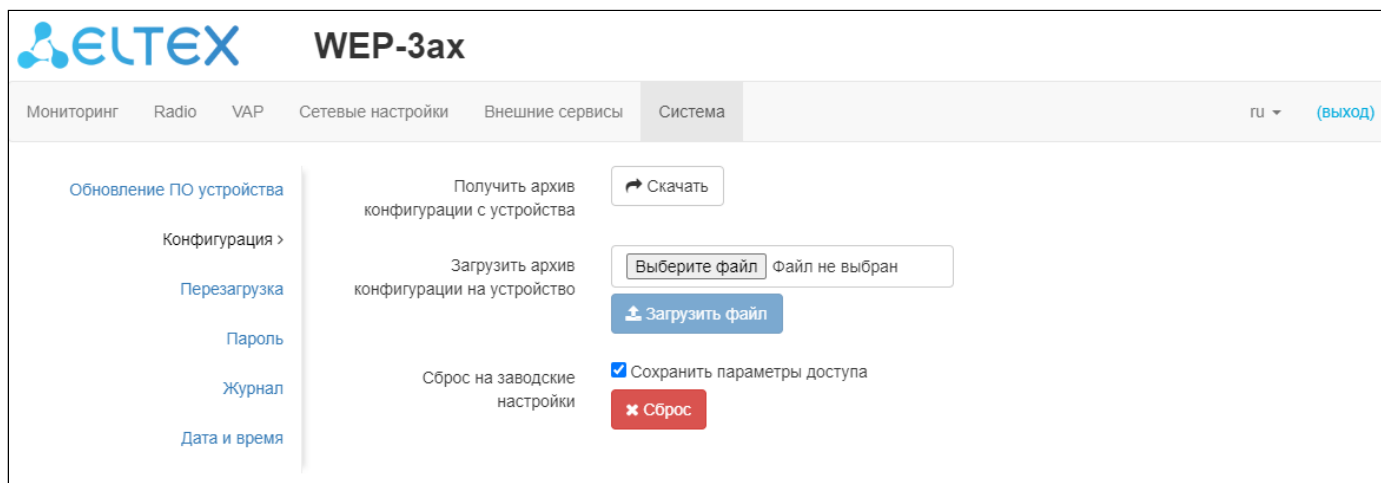 ELTEX WEP-3ax
Мониторинг Radio VAP Сетевые настройки Внешние сервисы Система ru (выход)
Обновление ПО устройства
Конфигурация >
Перезагрузка
Пароль
Журнал
Дата и время
Получить архив
конфигурации с устройства
Скачать
Загрузить архив
конфигурации на устройство
Выберите файл Файл не выбран
Загрузить файл
Сброс на заводские
настройки
Сохранить параметры доступа
Сброс